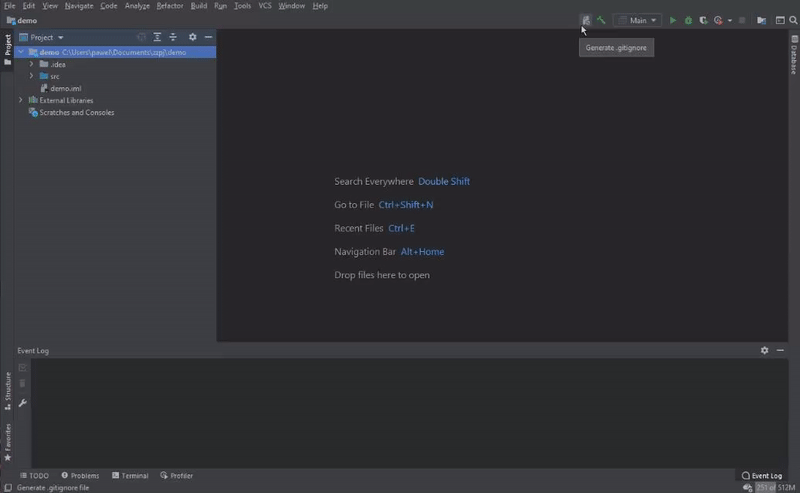 File Edit View Navigate Code Analyze Refactor Build Run Tools VCS Window Help
demo
Main
Generate .gitignore
Project
Project
demo C:\Users\pawel\Documents\szpj\demo
.idea
src
demo.iml
External Libraries
Scratches and Consoles
Database
Search Everywhere Double Shift
Go to File Ctrl+Shift+N
Recent Files Ctrl+E
Navigation Bar Alt+Home
Drop files here to open
Event Log
Structure
Favorites
TODO Problems Terminal Profiler Event Log
Generate .gitignore file 251 of 512M